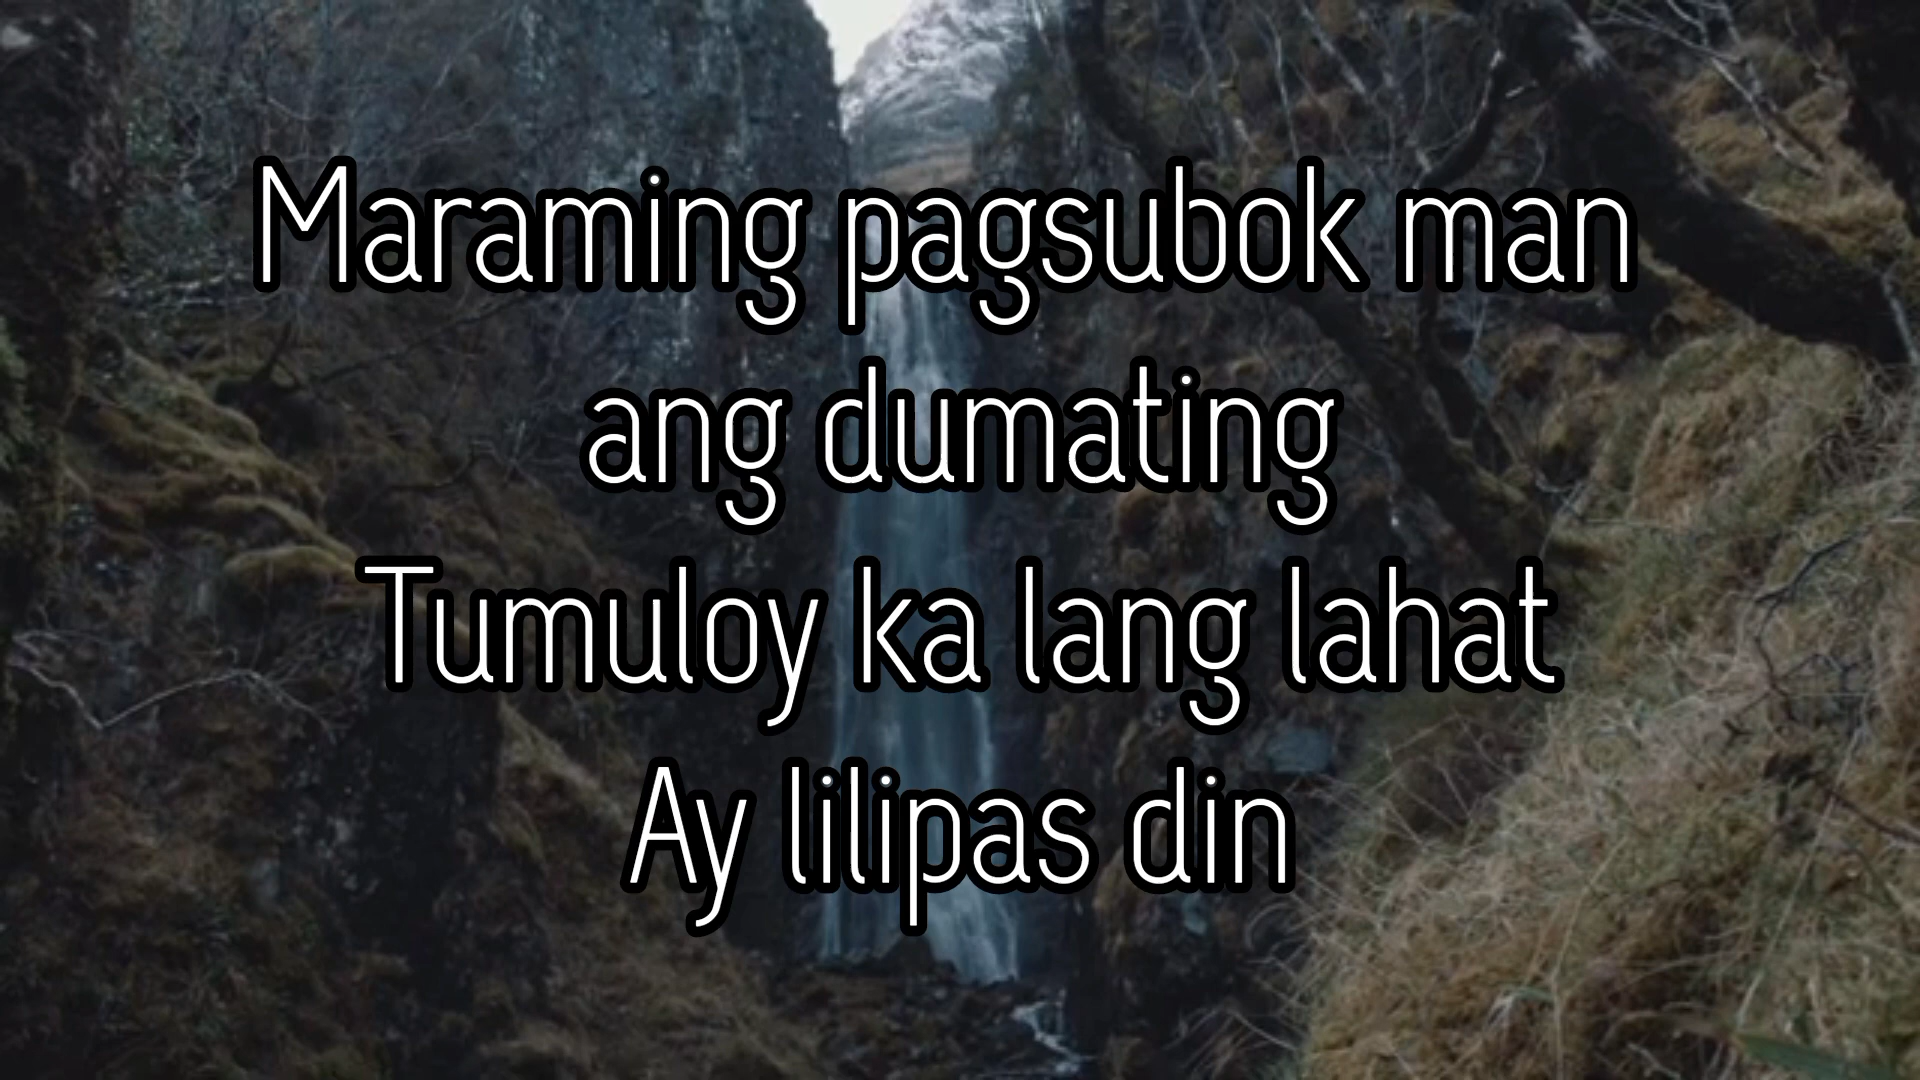 Maraming pagsubok man
ang dumating
Tumuloy ka lang lahat
Ay lilipas din